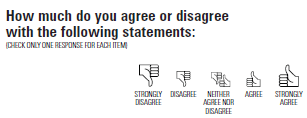 How much do you agree or disagree
with the following statements:
(CHECK ONLY ONE RESPONSE FOR EACH ITEM)
STRONGLY DISAGREE NEITHER AGREE STRONGLY
DISAGREE AGREE NOR AGREE
DISAGREE